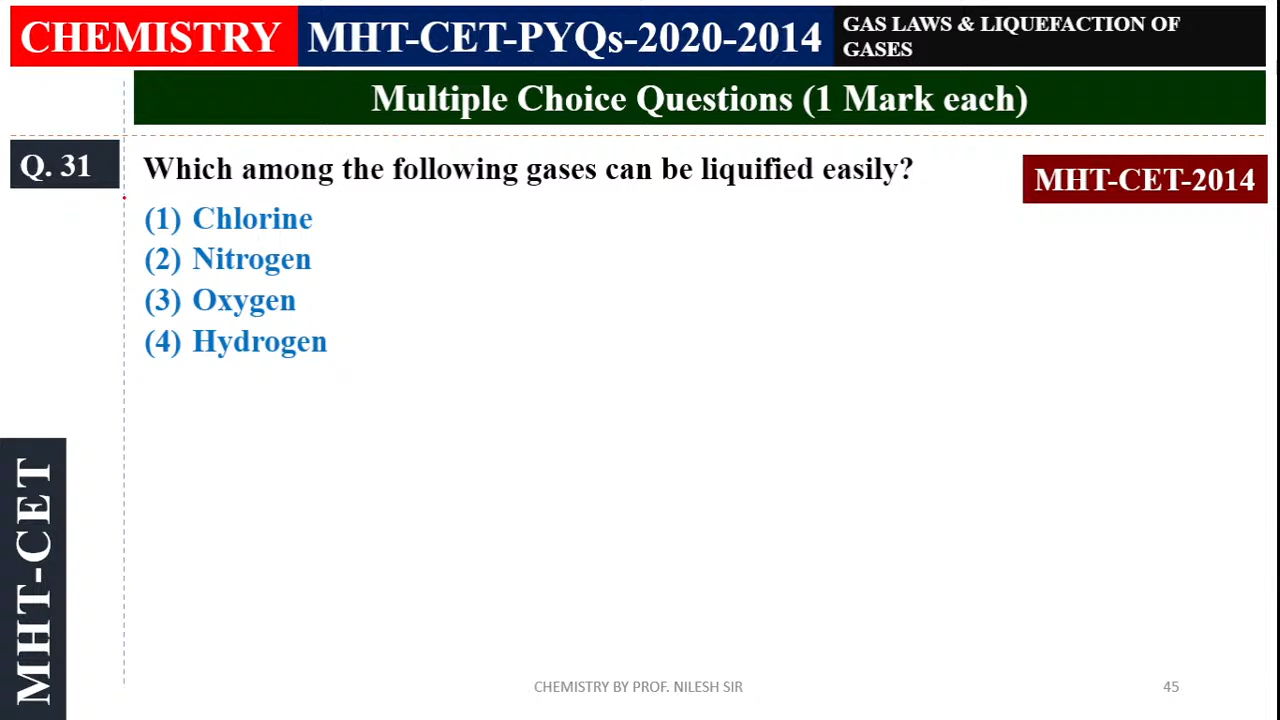 CHEMISTRY MHT-CET-PYQs-2020-2014 GAS LAWS & LIQUEFACTION OF
GASES
Multiple Choice Questions (1 Mark each)
Q. 31 Which among the following gases can be liquified easily? MHT-CET-2014
(1) Chlorine
(2) Nitrogen
(3) Oxygen
(4) Hydrogen
MHT-CET
CHEMISTRY BY PROF. NILESH SIR 45